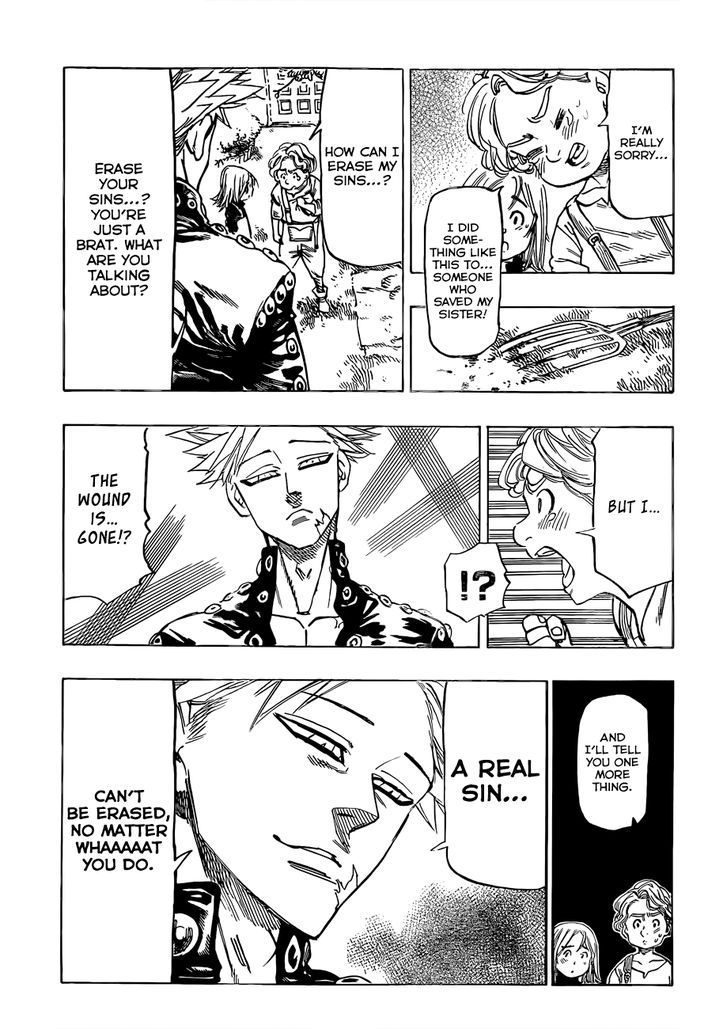 I'M
REALLY
SORRY...
I DID
SOME-
THING LIKE
THIS TO...
SOMEONE
WHO
SAVED MY
SISTER!
HOW CAN I
ERASE MY
SINS...?
ERASE
YOUR
SINS...?
YOU'RE
JUST A
BRAT. WHAT
ARE YOU
TALKING
ABOUT?
BUT I...
!?
THE
WOUND
IS...
GONE!?
AND
I'LL TELL
YOU ONE
MORE
THING.
A REAL
SIN...
CAN'T
BE ERASED,
NO MATTER
WHAAAAAT
YOU DO.